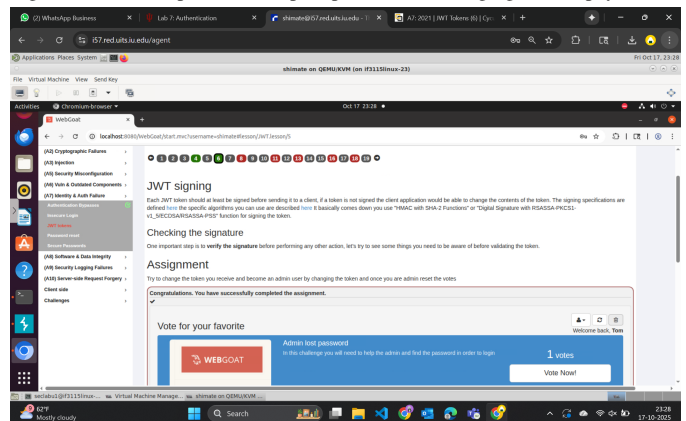 (2) WhatsApp Business
Lab 7: Authentication
shimate@i57.red.uits.iu.edu - T
A7: 2021 | JWT Tokens (6) | Cyc
i57.red.uits.iu.edu/agent
Applications Places System
Fri Oct 17, 23:28
shimate on QEMU/KVM (on if3115linux-23)
File Virtual Machine View Send Key
Activities
Chromium-browser
Oct 17 23:28
WebGoat
localhost:8080/WebGoat/start.mvc?username=shimate#lesson/JWT.lesson/5
(A2) Cryptographic Failures
(A3) Injection
(A5) Security Misconfiguration
(A6) Vuln & Outdated Components
(A7) Identity & Auth Failure
Authentication Bypasses
Insecure Login
JWT tokens
Password reset
Secure Passwords
(A8) Software & Data Integrity
(A9) Security Logging Failures
(A10) Server-side Request Forgery
Client side
Challenges
1 2 3 4 5 6 7 8 9 10 11 12 13 14 15 16 17 18 19
JWT signing
Each JWT token should at least be signed before sending it to a client, if a token is not signed the client application would be able to change the contents of the token. The signing specifications are
defined here the specific algorithms you can use are described here It basically comes down you use "HMAC with SHA-2 Functions" or "Digital Signature with RSASSA-PKCS1-
v1_5/ECDSA/RSASSA-PSS" function for signing the token.
Checking the signature
One important step is to verify the signature before performing any other action, let's try to see some things you need to be aware of before validating the token.
Assignment
Try to change the token you receive and become an admin user by changing the token and once you are admin reset the votes
Congratulations. You have successfully completed the assignment.
Vote for your favorite
Welcome back, Tom
Admin lost password
In this challenge you will need to help the admin and find the password in order to login
WEBGOAT
1 votes
Vote Now!
Virtual Machine Manage...
shimate on QEMU/KVM ...
62°F
Mostly cloudy
Search
23:28
17-10-2025